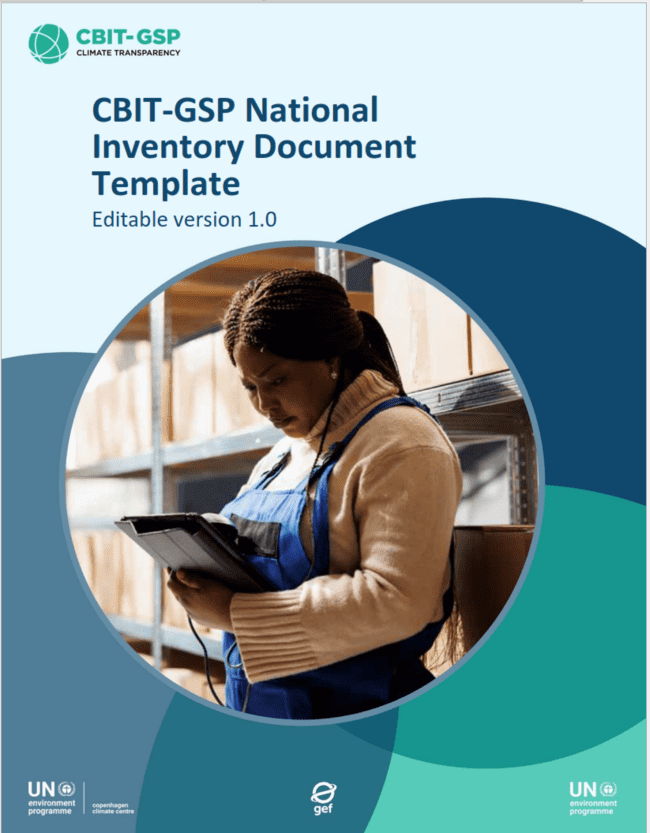 CBIT-GSP
CLIMATE TRANSPARENCY
CBIT-GSP National
Inventory Document
Template
Editable version 1.0
UN
environment
programme
copenhagen
climate centre
gef
UN
environment
programme